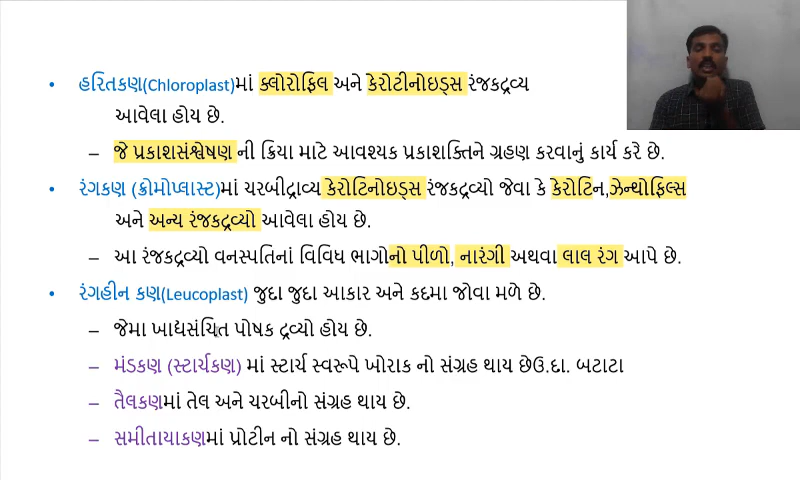 • હરિતકણ(Chloroplast)માં ક્લોરોફિલ અને કેરોટીનોઇડ્સ રંજકદ્રવ્ય
આવેલા હોય છે.
– જે પ્રકાશસંશ્વેષણ ની ક્રિયા માટે આવશ્યક પ્રકાશક્તિને ગ્રહણ કરવાનું કાર્ય કરે છે.
• રંગકણ (ક્રોમોપ્લાસ્ટ)માં ચરબીદ્રાવ્ય કેરોટિનોઇડ્સ રંજકદ્રવ્યો જેવા કે કેરોટિન,ઝેન્થોફિલ્સ
અને અન્ય રંજકદ્રવ્યો આવેલા હોય છે.
– આ રંજકદ્રવ્યો વનસ્પતિનાં વિવિધ ભાગોનો પીળો, નારંગી અથવા લાલ રંગ આપે છે.
• રંગહીન કણ(Leucoplast) જુદા જુદા આકાર અને કદમા જોવા મળે છે.
– જેમા ખાદ્યસંચિત પોષક દ્રવ્યો હોય છે.
– મંડકણ (સ્ટાર્ચકણ) માં સ્ટાર્ચ સ્વરૂપે ખોરાક નો સંગ્રહ થાય છેઉ.દા. બટાટા
– તૈલકણમાં તેલ અને ચરબીનો સંગ્રહ થાય છે.
– સમીતાયાકણમાં પ્રોટીન નો સંગ્રહ થાય છે.